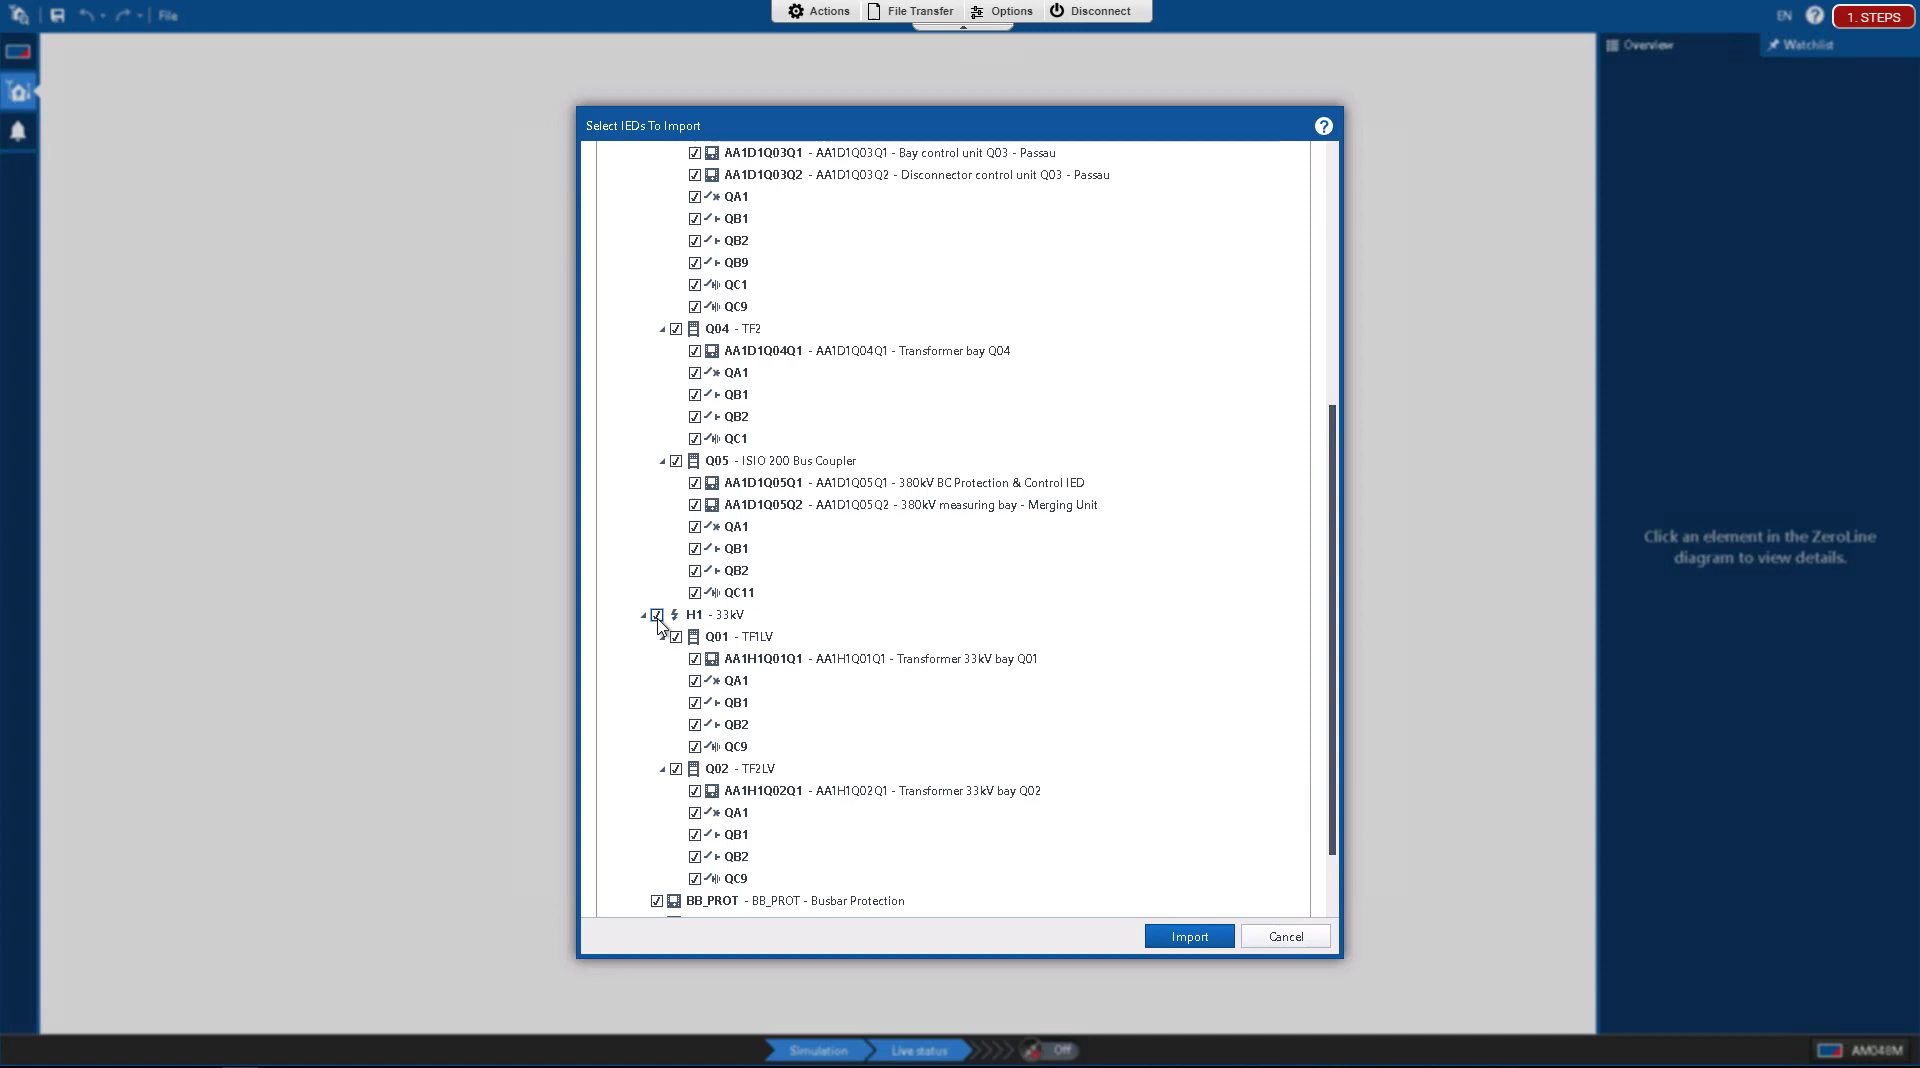 File
Actions
File Transfer
Options
Disconnect
EN
1. STEPS
Overview
Watchlist
Select IEDs To Import
AA1D1Q03Q1 - AA1D1Q03Q1 - Bay control unit Q03 - Passau
AA1D1Q03Q2 - AA1D1Q03Q2 - Disconnector control unit Q03 - Passau
QA1
QB1
QB2
QB9
QC1
QC9
Q04 - TF2
AA1D1Q04Q1 - AA1D1Q04Q1 - Transformer bay Q04
QA1
QB1
QB2
QC1
Q05 - ISIO 200 Bus Coupler
AA1D1Q05Q1 - AA1D1Q05Q1 - 380kV BC Protection & Control IED
AA1D1Q05Q2 - AA1D1Q05Q2 - 380kV measuring bay - Merging Unit
QA1
QB1
QB2
QC11
H1 - 33kV
Q01 - TF1LV
AA1H1Q01Q1 - AA1H1Q01Q1 - Transformer 33kV bay Q01
QA1
QB1
QB2
QC9
Q02 - TF2LV
AA1H1Q02Q1 - AA1H1Q02Q1 - Transformer 33kV bay Q02
QA1
QB1
QB2
QC9
BB_PROT - BB_PROT - Busbar Protection
Import
Cancel
Click an element in the ZeroLine
diagram to view details.
Simulation
Live status
Off
AM048M